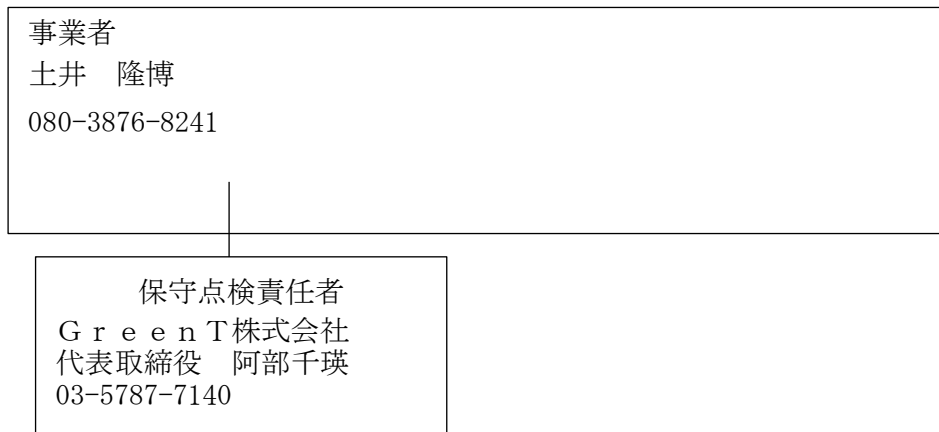 事業者
土井　隆博
080-3876-8241
保守点検責任者
ＧｒｅｅｎＴ株式会社
代表取締役　阿部千瑛
03-5787-7140